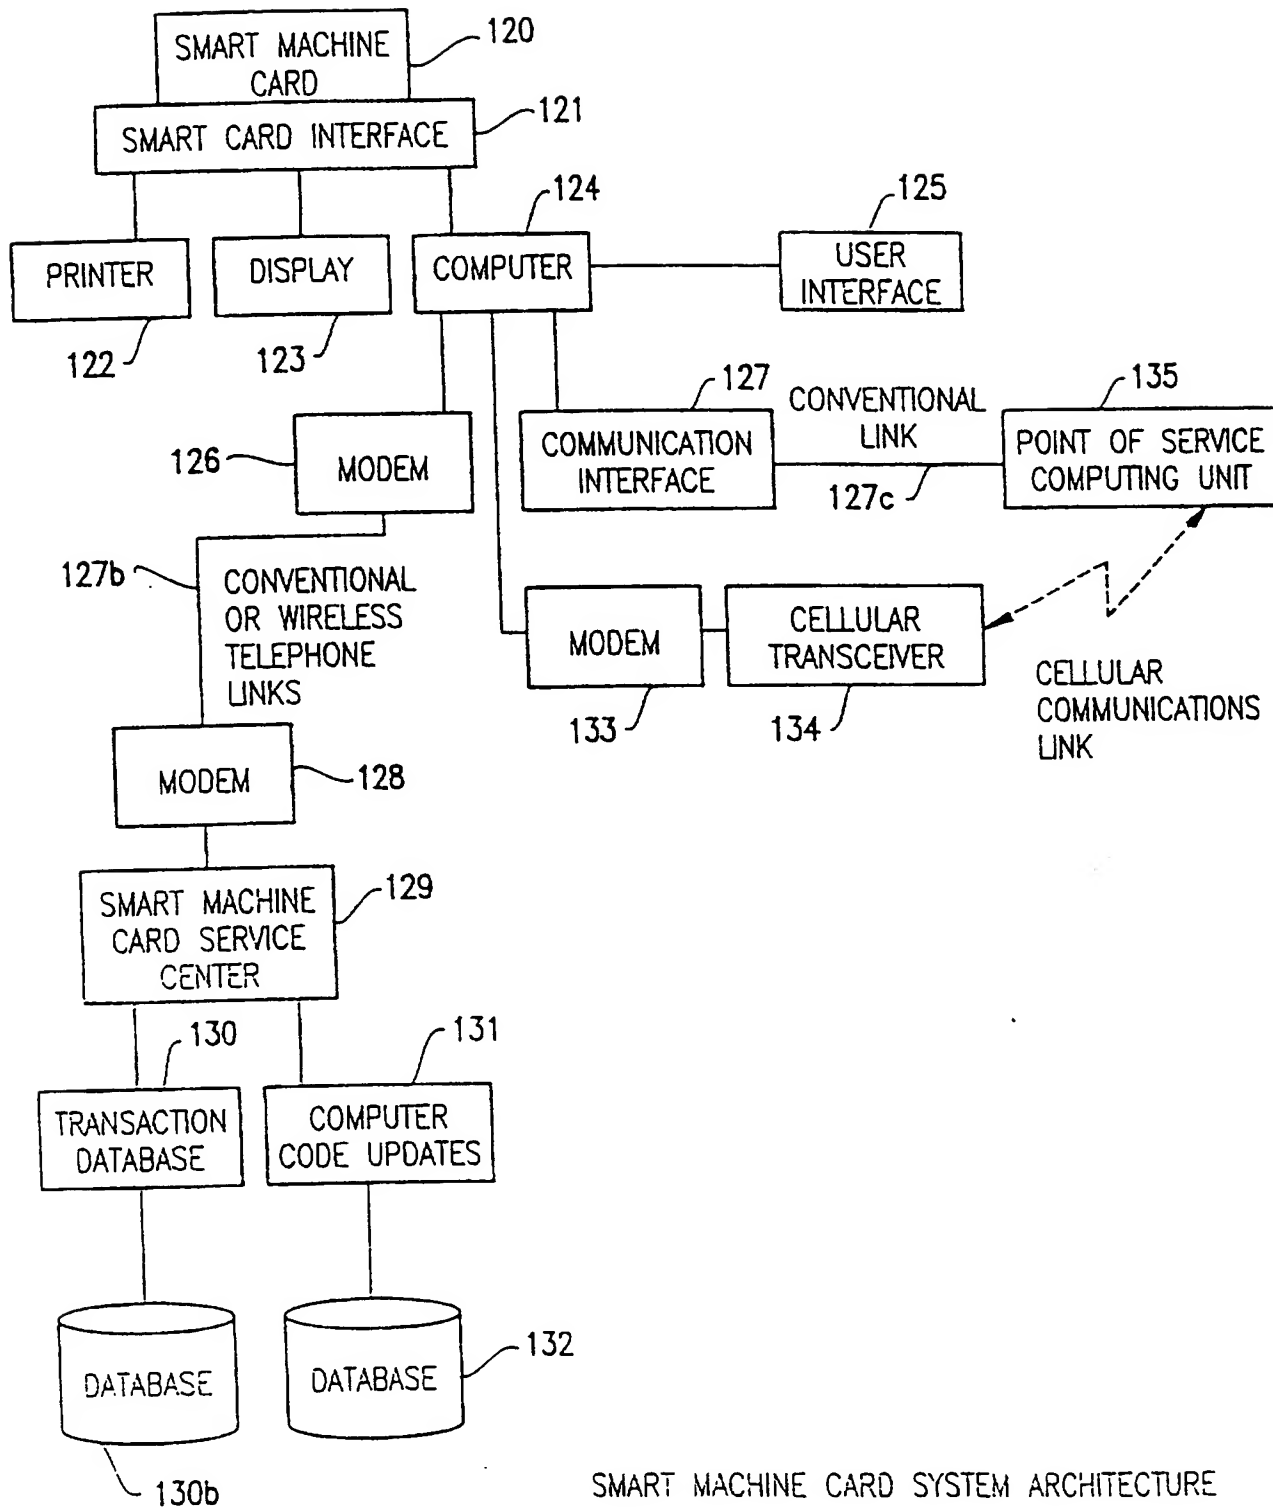 SMART MACHINE
CARD
120
SMART CARD INTERFACE
121
124
125
PRINTER
DISPLAY
COMPUTER
USER
INTERFACE
122
123
127
135
CONVENTIONAL
LINK
126
MODEM
COMMUNICATION
INTERFACE
POINT OF SERVICE
COMPUTING UNIT
127c
127b
CONVENTIONAL
OR WIRELESS
TELEPHONE
LINKS
MODEM
CELLULAR
TRANSCEIVER
133
134
CELLULAR
COMMUNICATIONS
LINK
MODEM
128
SMART MACHINE
CARD SERVICE
CENTER
129
130
131
TRANSACTION
DATABASE
COMPUTER
CODE UPDATES
DATABASE
DATABASE
132
130b
SMART MACHINE CARD SYSTEM ARCHITECTURE